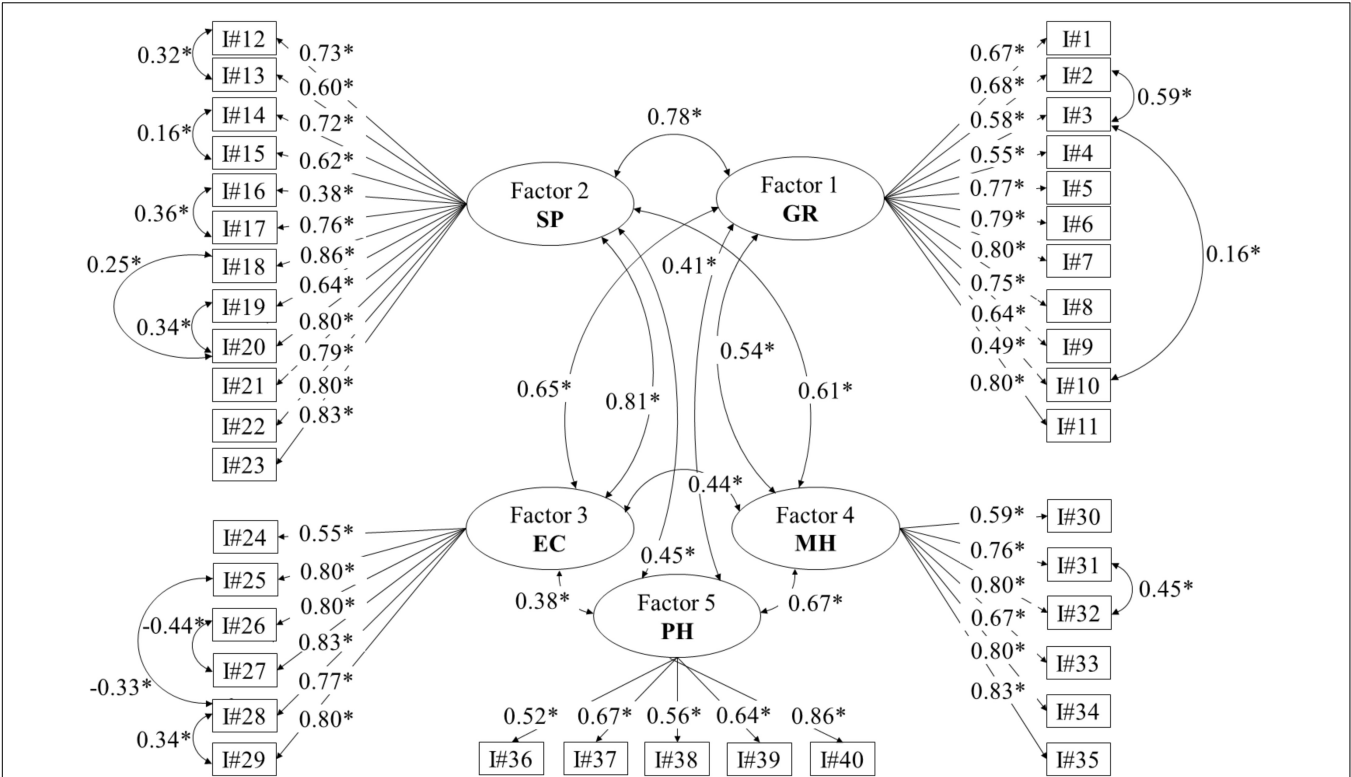 I#12
I#13
I#14
I#15
I#16
I#17
I#18
I#19
I#20
I#21
I#22
I#23
0.32*
0.16*
0.36*
0.25*
0.34*
0.73*
0.60*
0.72*
0.62*
0.38*
0.76*
0.86*
0.64*
0.80*
0.79*
0.80*
0.83*
Factor 2
SP
0.78*
Factor 1
GR
0.67*
0.68*
0.58*
0.55*
0.77*
0.79*
0.80*
0.75*
0.64*
0.49*
0.80*
I#1
I#2
I#3
I#4
I#5
I#6
I#7
I#8
I#9
I#10
I#11
0.59*
0.16*
0.41*
0.54*
0.65*
0.81*
0.61*
0.44*
0.45*
0.38*
0.67*
I#24
I#25
I#26
I#27
I#28
I#29
-0.44*
-0.33*
0.34*
0.55*
0.80*
0.80*
0.83*
0.77*
0.80*
Factor 3
EC
Factor 4
MH
Factor 5
PH
0.59*
0.76*
0.80*
0.67*
0.80*
0.83*
I#30
I#31
I#32
I#33
I#34
I#35
0.45*
0.52*
0.67*
0.56*
0.64*
0.86*
I#36
I#37
I#38
I#39
I#40